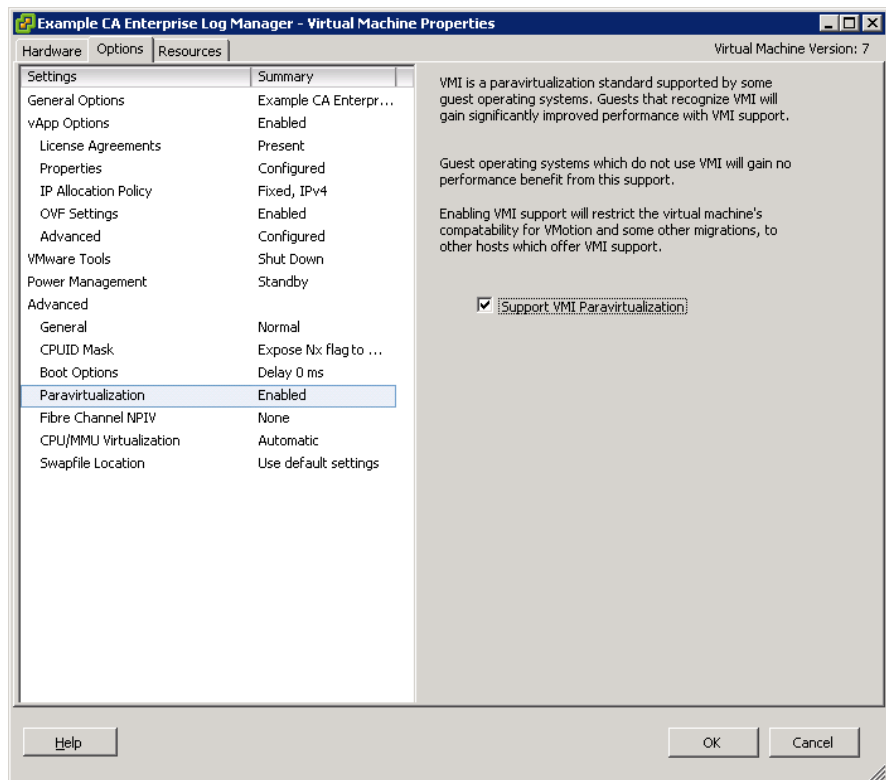 Example CA Enterprise Log Manager - Virtual Machine Properties
Hardware Options Resources Virtual Machine Version: 7
Settings Summary
General Options Example CA Enterpr...
vApp Options Enabled
License Agreements Present
Properties Configured
IP Allocation Policy Fixed, IPv4
OVF Settings Enabled
Advanced Configured
VMware Tools Shut Down
Power Management Standby
Advanced
General Normal
CPUID Mask Expose Nx flag to ...
Boot Options Delay 0 ms
Paravirtualization Enabled
Fibre Channel NPIV None
CPU/MMU Virtualization Automatic
Swapfile Location Use default settings
VMI is a paravirtualization standard supported by some
guest operating systems. Guests that recognize VMI will
gain significantly improved performance with VMI support.
Guest operating systems which do not use VMI will gain no
performance benefit from this support.
Enabling VMI support will restrict the virtual machine's
compatability for VMotion and some other migrations, to
other hosts which offer VMI support.
Support VMI Paravirtualization
Help OK Cancel